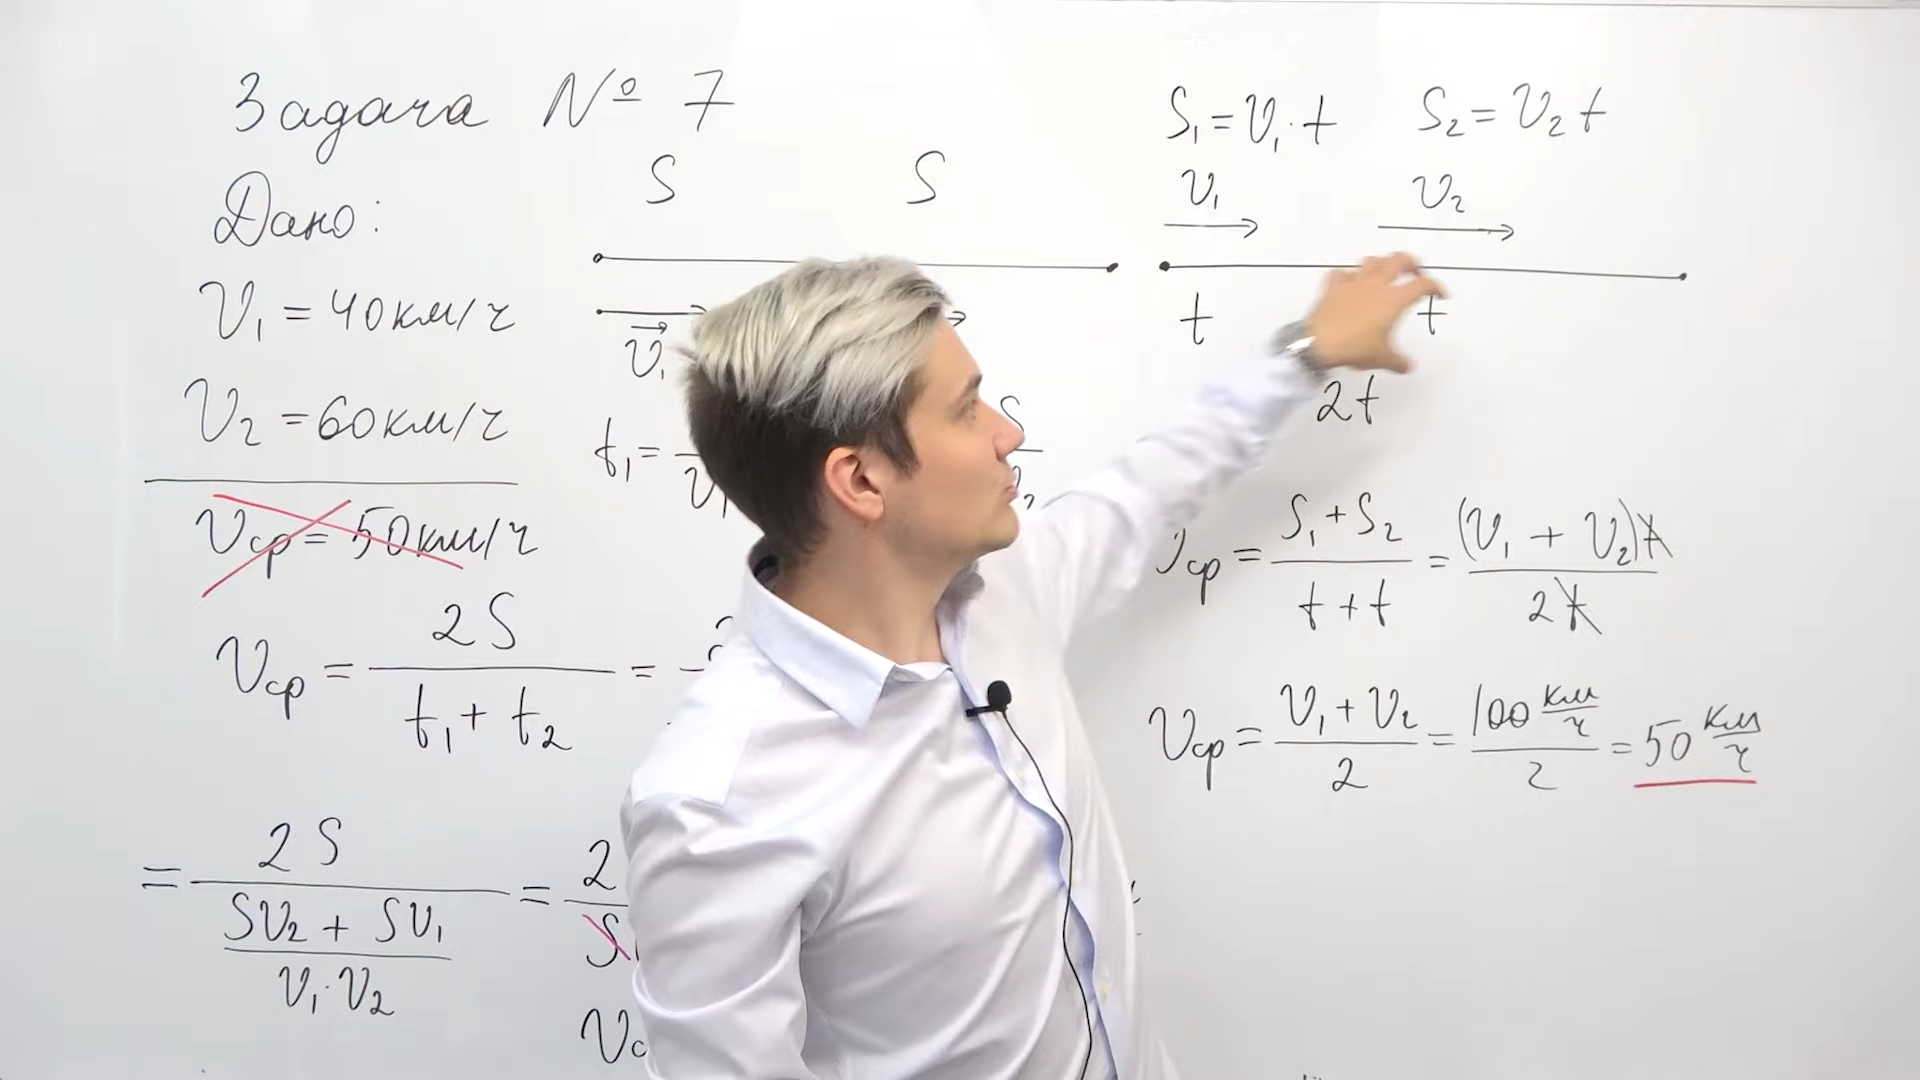 Задача № 7
Дано:
V₁ = 40 км/ч
V₂ = 60 км/ч
Vср = 50 км/ч
Vср = 2S / (t₁ + t₂) =
= 2S / ((SV₂ + SV₁) / (V₁·V₂)) = 2
S S
V₁
t₁ =
S₁ = V₁·t S₂ = V₂ t
V₁ V₂
t t
2t
Vср = (S₁ + S₂) / (t + t) = (V₁ + V₂)t / 2t
Vср = (V₁ + V₂) / 2 = 100 км/ч / 2 = 50 км/ч